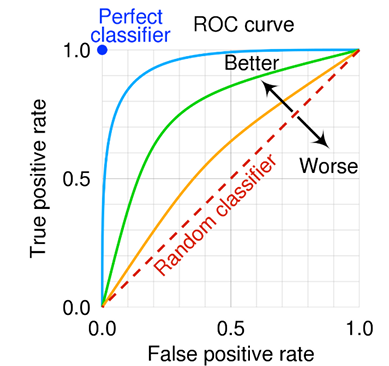 Perfect
classifier
ROC curve
1.0
Better
Worse
0.5
Random classifier
True positive rate
0.0
0.0
0.5
1.0
False positive rate